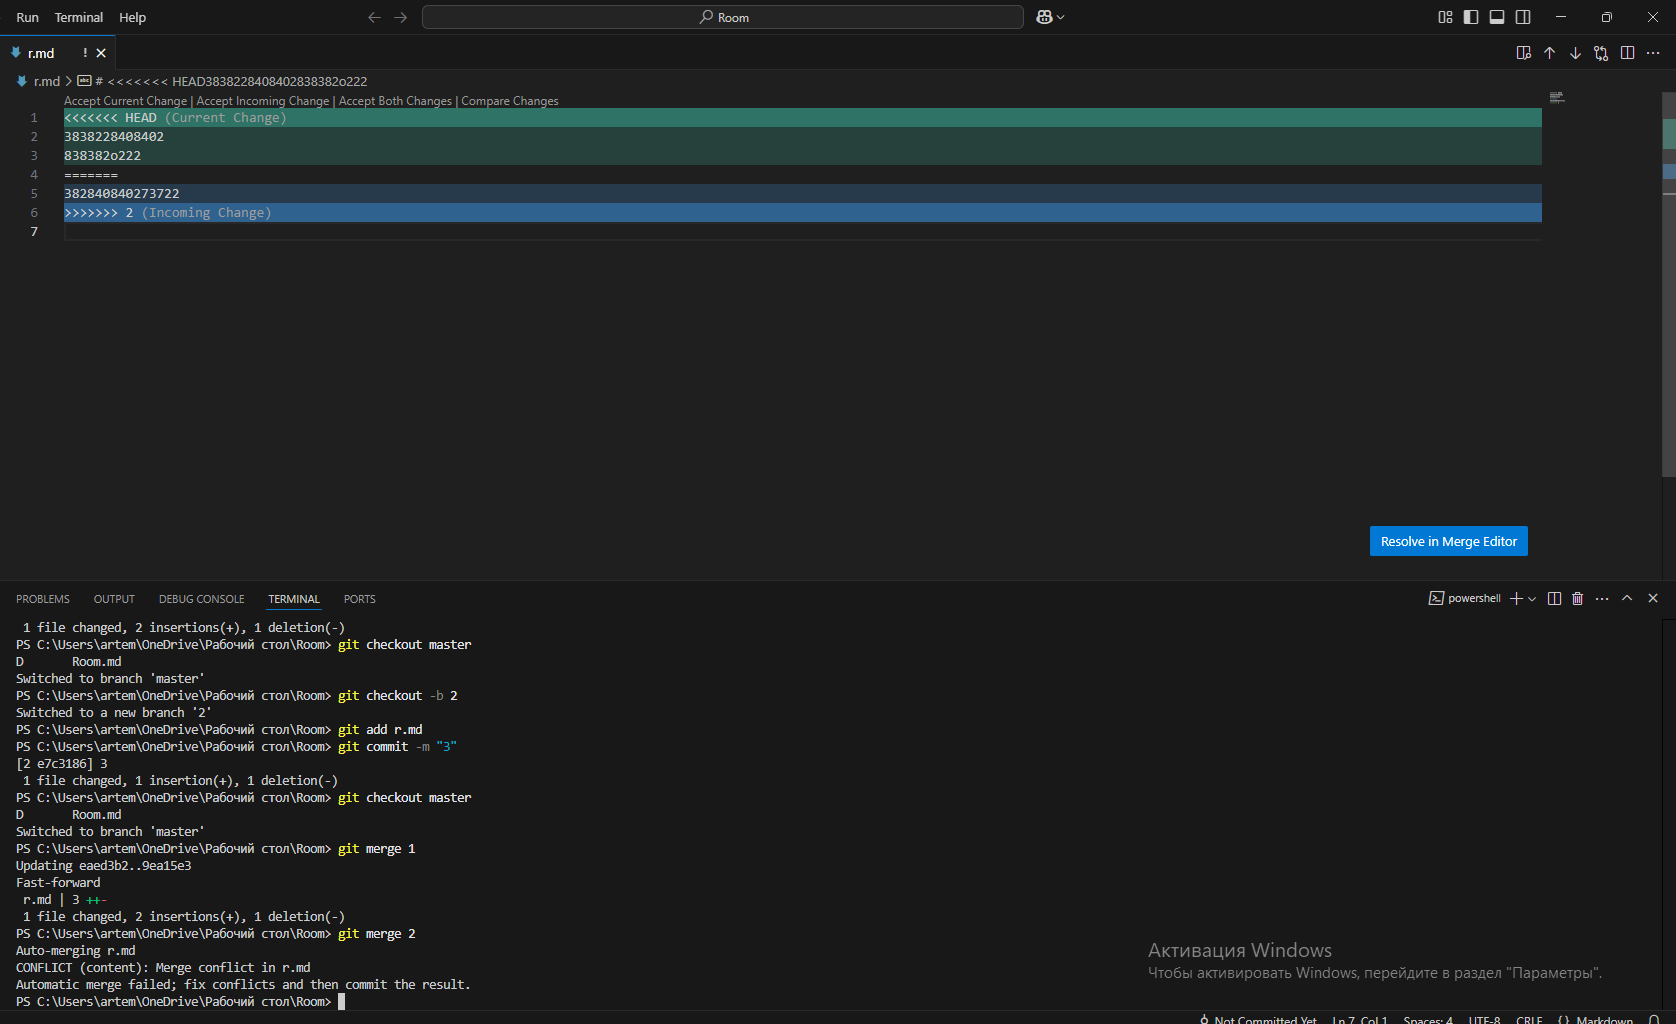 Run Terminal Help
Room
r.md !
r.md > # <<<<<<< HEAD3838228408402838382o222
Accept Current Change | Accept Incoming Change | Accept Both Changes | Compare Changes
1 <<<<<<< HEAD (Current Change)
2 3838228408402
3 838382o222
4 =======
5 382840840273722
6 >>>>>>> 2 (Incoming Change)
7
Resolve in Merge Editor
PROBLEMS OUTPUT DEBUG CONSOLE TERMINAL PORTS
powershell
1 file changed, 2 insertions(+), 1 deletion(-)
PS C:\Users\artem\OneDrive\Рабочий стол\Room> git checkout master
D Room.md
Switched to branch 'master'
PS C:\Users\artem\OneDrive\Рабочий стол\Room> git checkout -b 2
Switched to a new branch '2'
PS C:\Users\artem\OneDrive\Рабочий стол\Room> git add r.md
PS C:\Users\artem\OneDrive\Рабочий стол\Room> git commit -m "3"
[2 e7c3186] 3
1 file changed, 1 insertion(+), 1 deletion(-)
PS C:\Users\artem\OneDrive\Рабочий стол\Room> git checkout master
D Room.md
Switched to branch 'master'
PS C:\Users\artem\OneDrive\Рабочий стол\Room> git merge 1
Updating eaed3b2..9ea15e3
Fast-forward
r.md | 3 ++-
1 file changed, 2 insertions(+), 1 deletion(-)
PS C:\Users\artem\OneDrive\Рабочий стол\Room> git merge 2
Auto-merging r.md
CONFLICT (content): Merge conflict in r.md
Automatic merge failed; fix conflicts and then commit the result.
PS C:\Users\artem\OneDrive\Рабочий стол\Room>
Активация Windows
Чтобы активировать Windows, перейдите в раздел "Параметры".
Not Committed Yet Ln 7, Col 1 Spaces: 4 UTF-8 CRLF {} Markdown